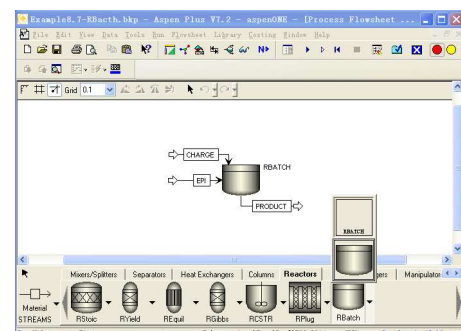 Example8.7-RBacth.bkp - Aspen Plus V7.2 - aspenONE - [Process Flowsheet ...
File Edit View Data Tools Run Flowsheet Library Costing Window Help
N>
Grid 0.1
CHARGE
RBATCH
EPI
PRODUCT
RBATCH
Mixers/Splitters Separators Heat Exchangers Columns Reactors gers Manipulator
Material
STREAMS RStoic RYield REquil RGibbs RCSTR RPlug RBatch